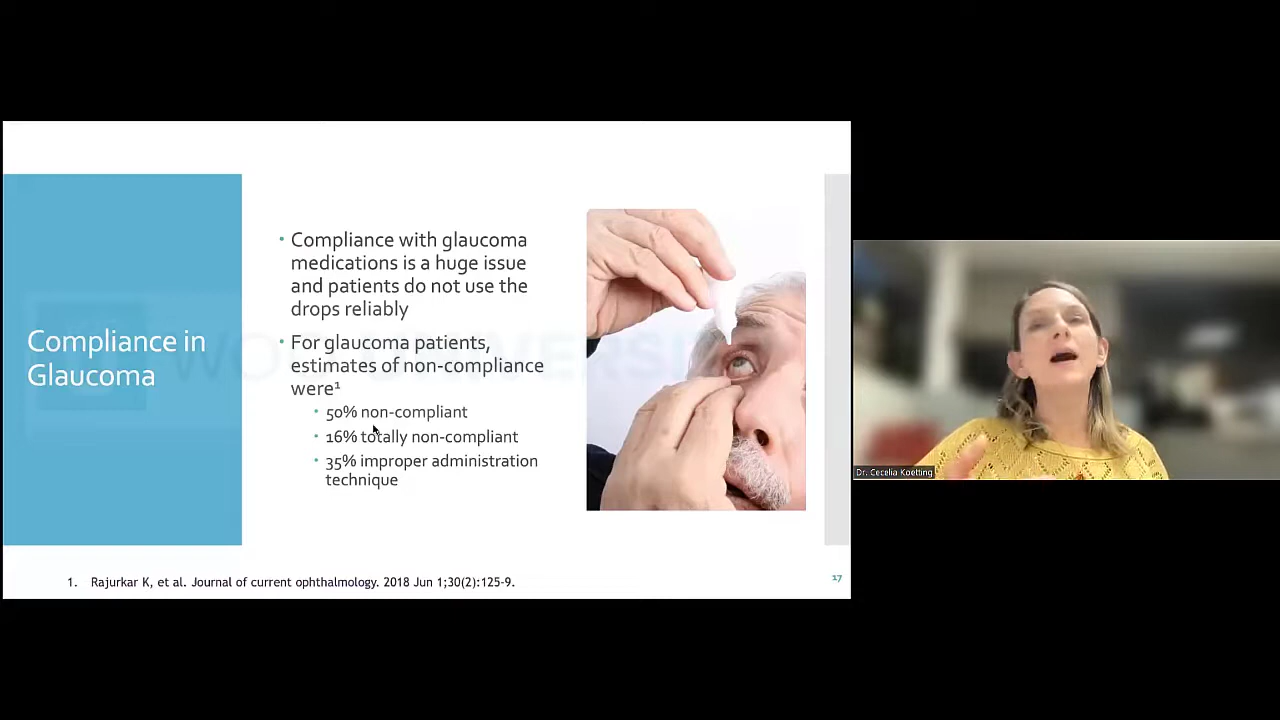 Compliance in
Glaucoma
• Compliance with glaucoma
medications is a huge issue
and patients do not use the
drops reliably
• For glaucoma patients,
estimates of non-compliance
were¹
• 50% non-compliant
• 16% totally non-compliant
• 35% improper administration
technique
1. Rajurkar K, et al. Journal of current ophthalmology. 2018 Jun 1;30(2):125-9.
17
Dr. Cecelia Koetting